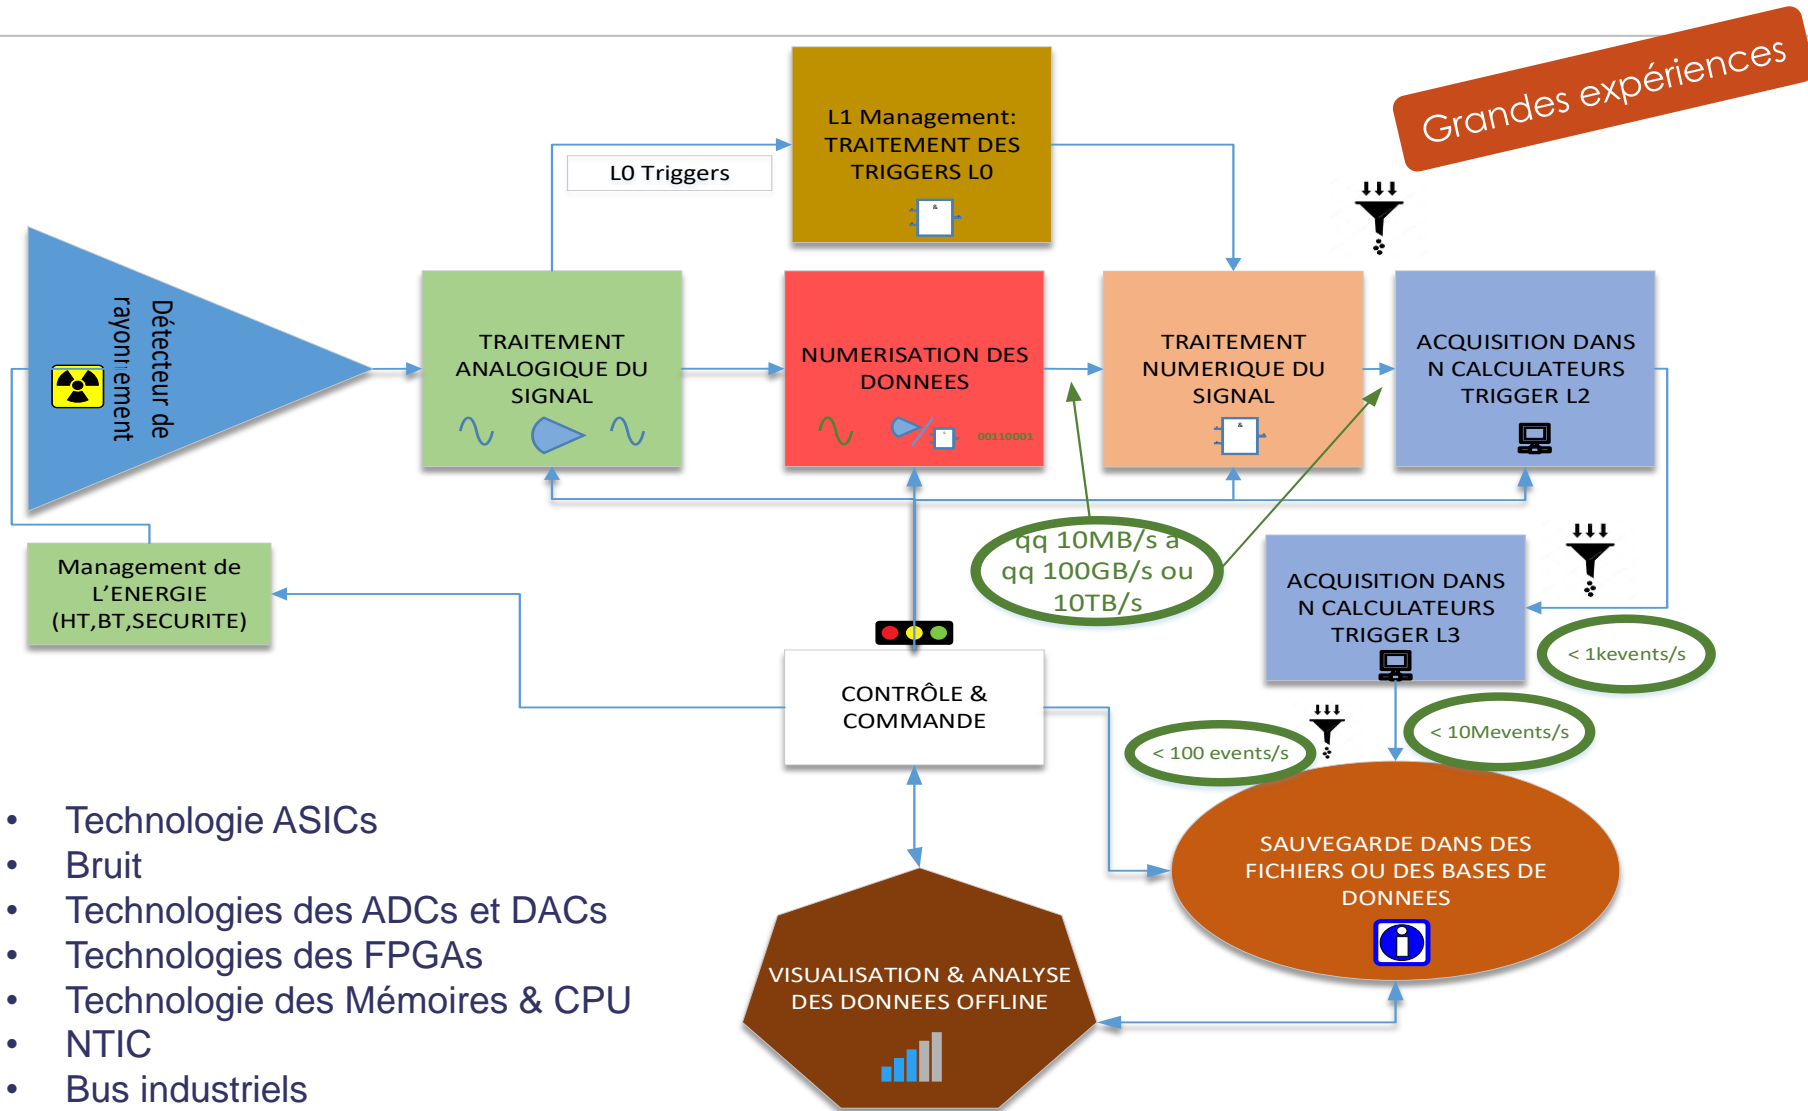 Grandes expériences
L1 Management:
TRAITEMENT DES
TRIGGERS L0
&
L0 Triggers
Détecteur de
rayonnement
TRAITEMENT
ANALOGIQUE DU
SIGNAL
NUMERISATION DES
DONNEES
00110001
TRAITEMENT
NUMERIQUE DU
SIGNAL
&
ACQUISITION DANS
N CALCULATEURS
TRIGGER L2
qq 10MB/s a
qq 100GB/s ou
10TB/s
Management de
L’ENERGIE
(HT,BT,SECURITE)
ACQUISITION DANS
N CALCULATEURS
TRIGGER L3
< 1kevents/s
CONTRÔLE &
COMMANDE
< 100 events/s
< 10Mevents/s
SAUVEGARDE DANS DES
FICHIERS OU DES BASES DE
DONNEES
i
VISUALISATION & ANALYSE
DES DONNEES OFFLINE
• Technologie ASICs
• Bruit
• Technologies des ADCs et DACs
• Technologies des FPGAs
• Technologie des Mémoires & CPU
• NTIC
• Bus industriels